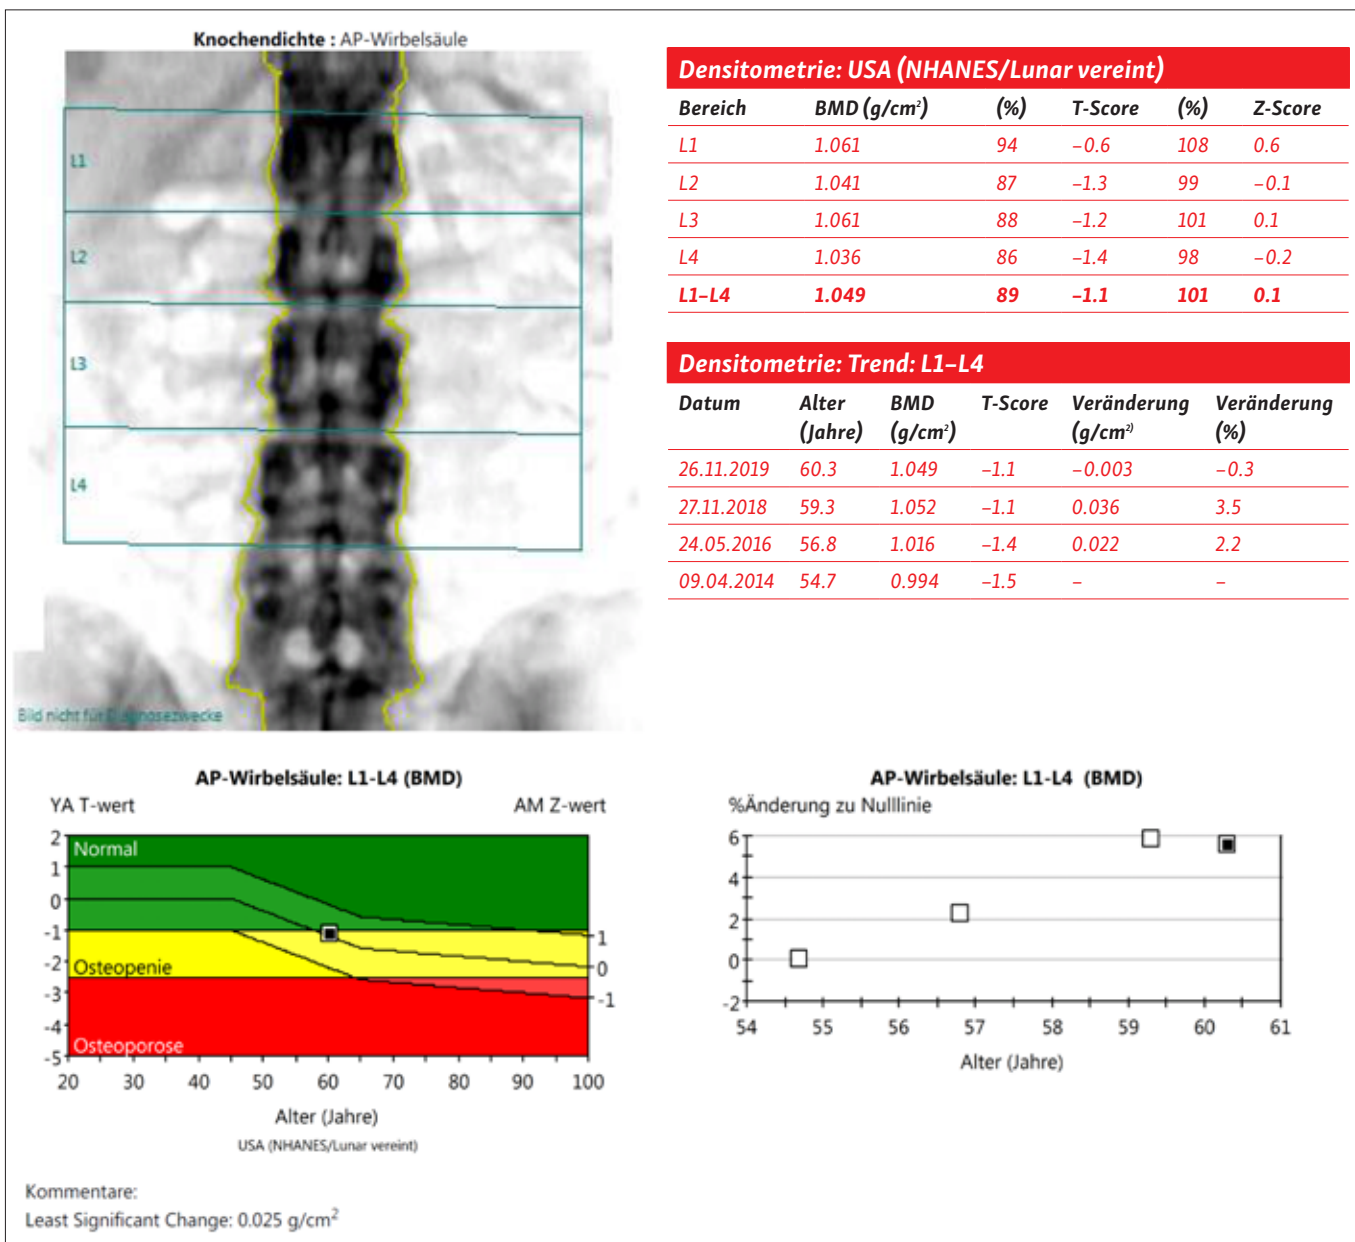 Knochendichte : AP-Wirbelsäule
L1
L2
L3
L4
Bild nicht für Diagnosezwecke
Densitometrie: USA (NHANES/Lunar vereint)
Bereich BMD (g/cm²) (%) T-Score (%) Z-Score
L1 1.061 94 –0.6 108 0.6
L2 1.041 87 –1.3 99 –0.1
L3 1.061 88 –1.2 101 0.1
L4 1.036 86 –1.4 98 –0.2
L1–L4 1.049 89 –1.1 101 0.1
Densitometrie: Trend: L1–L4
Datum Alter BMD T-Score Veränderung Veränderung
(Jahre) (g/cm²) (g/cm²) (%)
26.11.2019 60.3 1.049 –1.1 –0.003 –0.3
27.11.2018 59.3 1.052 –1.1 0.036 3.5
24.05.2016 56.8 1.016 –1.4 0.022 2.2
09.04.2014 54.7 0.994 –1.5 – –
AP-Wirbelsäule: L1-L4 (BMD)
YA T-wert AM Z-wert
2
Normal
1
0
-1
1
Osteopenie
-2
0
-3
-1
-4
Osteoporose
-5
20 30 40 50 60 70 80 90 100
Alter (Jahre)
USA (NHANES/Lunar vereint)
AP-Wirbelsäule: L1-L4 (BMD)
%Änderung zu Nulllinie
6
4
2
0
-2
54 55 56 57 58 59 60 61
Alter (Jahre)
Kommentare:
Least Significant Change: 0.025 g/cm²